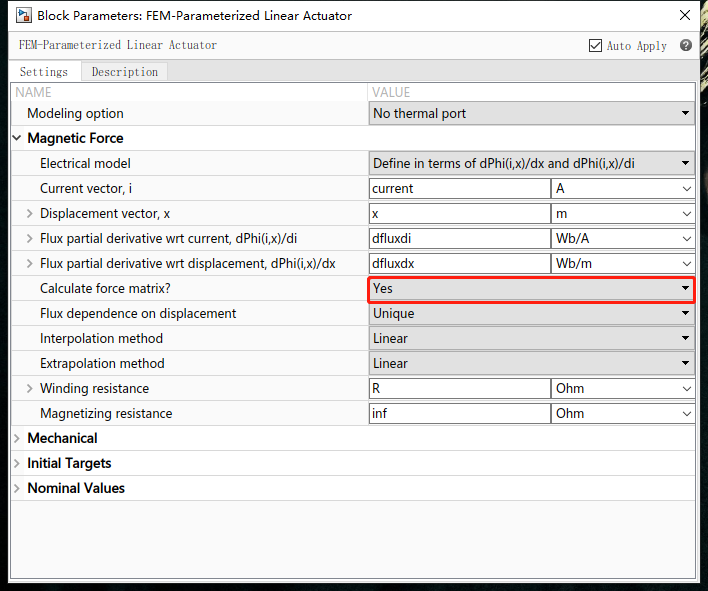 Block Parameters: FEM-Parameterized Linear Actuator
FEM-Parameterized Linear Actuator Auto Apply ?
Settings Description
NAME VALUE
Modeling option No thermal port
Magnetic Force
Electrical model Define in terms of dPhi(i,x)/dx and dPhi(i,x)/di
Current vector, i current A
Displacement vector, x x m
Flux partial derivative wrt current, dPhi(i,x)/di dfluxdi Wb/A
Flux partial derivative wrt displacement, dPhi(i,x)/dx dfluxdx Wb/m
Calculate force matrix? Yes
Flux dependence on displacement Unique
Interpolation method Linear
Extrapolation method Linear
Winding resistance R Ohm
Magnetizing resistance inf Ohm
Mechanical
Initial Targets
Nominal Values